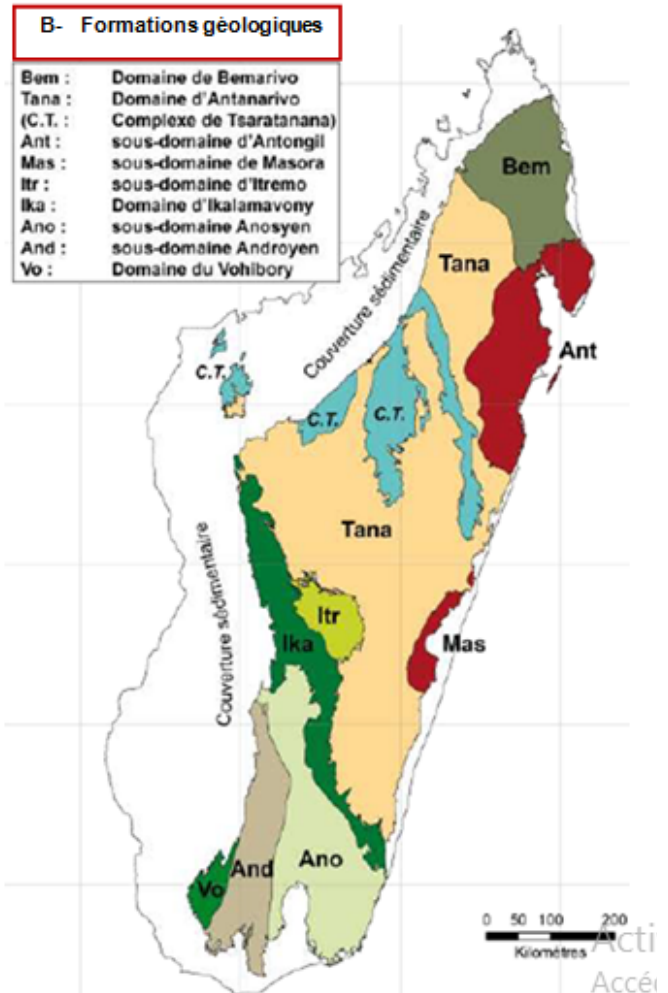 B- Formations géologiques
Bem : Domaine de Bemarivo
Tana : Domaine d'Antanarivo
(C.T. : Complexe de Tsaratanana)
Ant : sous-domaine d'Antongil
Mas : sous-domaine de Masora
Itr : sous-domaine d'Itremo
Ika : Domaine d'Ikalamavony
Ano : sous-domaine Anosyen
And : sous-domaine Androyen
Vo : Domaine du Vohibory
Bem
Tana
Couverture sédimentaire
Ant
C.T.
C.T.
C.T.
Tana
Couverture sédimentaire
Itr
Ika
Mas
And
Ano
Vo
0 50 100 200
Kilométres
Acti
Accéd